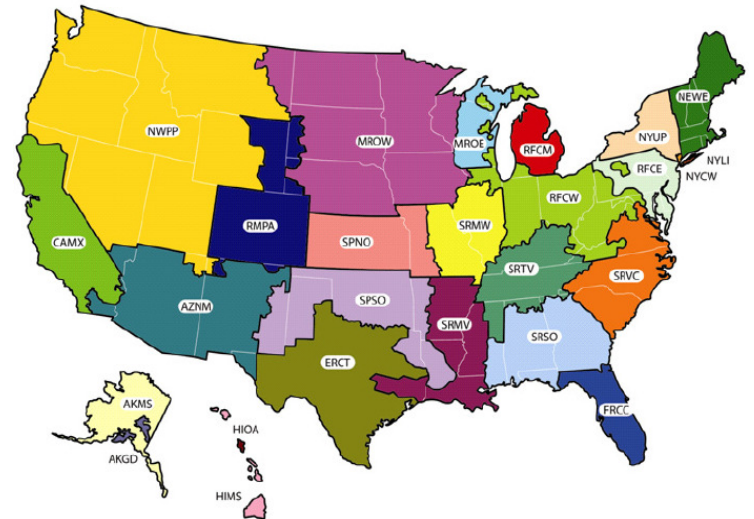 NEWE
NWPP
NYUP
MROW
MROE
RFCM
NYLI
RFCE
NYCW
RFCW
RMPA
SRMW
CAMX
SPNO
SRTV
SRVC
AZNM
SPSO
SRMV
SRSO
ERCT
AKMS
FRCC
HIOA
AKGD
HIMS